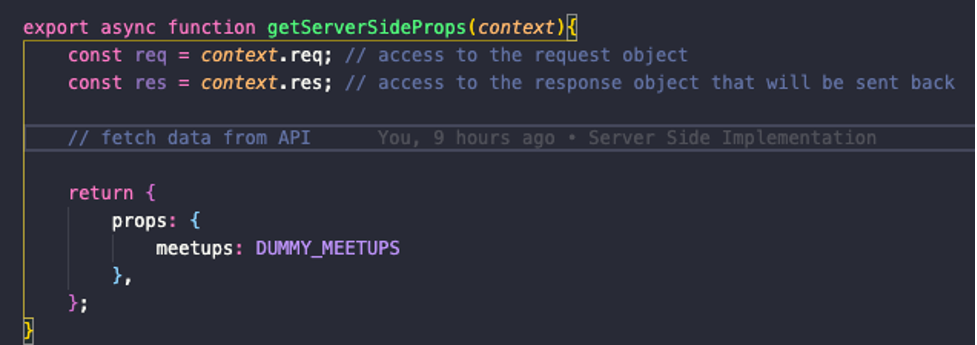 export async function getServerSideProps(context){
const req = context.req; // access to the request object
const res = context.res; // access to the response object that will be sent back
// fetch data from API You, 9 hours ago • Server Side Implementation
return {
props: {
meetups: DUMMY_MEETUPS
},
};
}